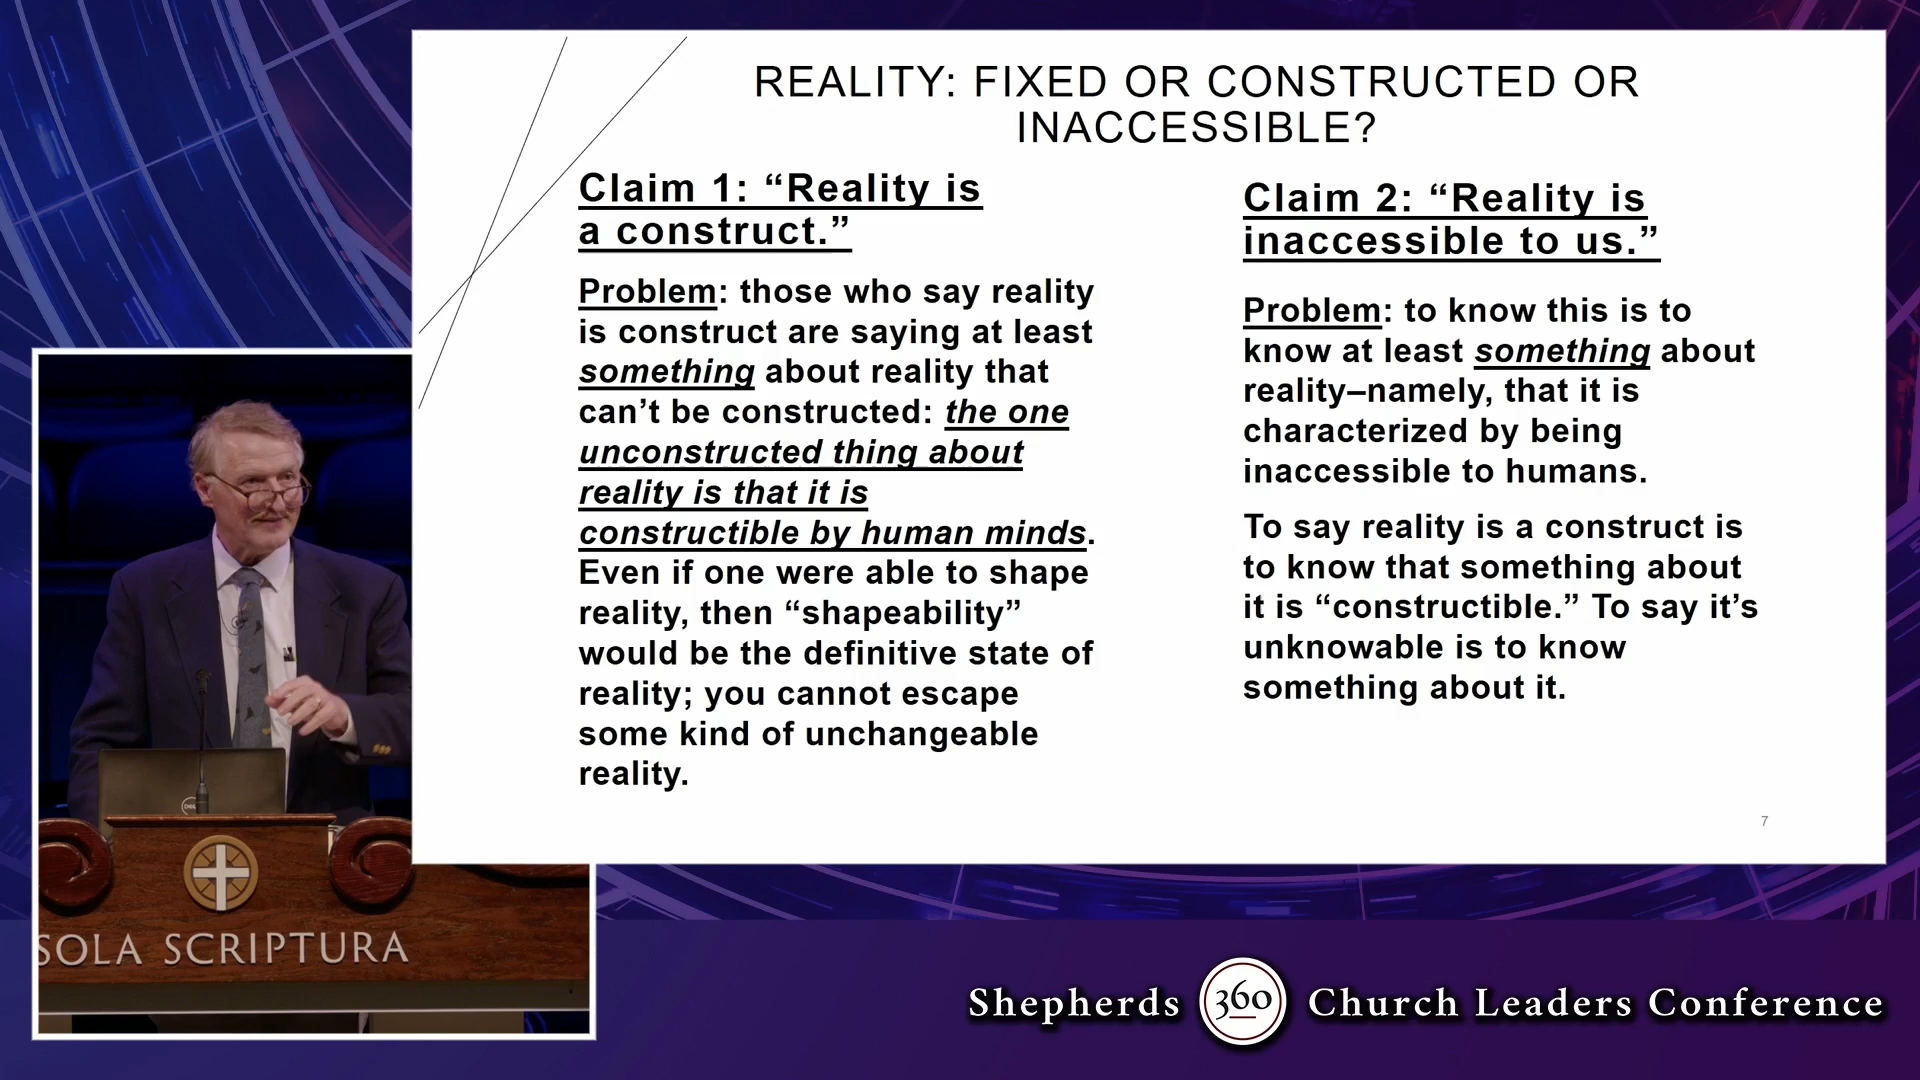 REALITY: FIXED OR CONSTRUCTED OR
INACCESSIBLE?
Claim 1: “Reality is
a construct.”
Problem: those who say reality
is construct are saying at least
something about reality that
can’t be constructed: the one
unconstructed thing about
reality is that it is
constructible by human minds.
Even if one were able to shape
reality, then “shapeability”
would be the definitive state of
reality; you cannot escape
some kind of unchangeable
reality.
Claim 2: “Reality is
inaccessible to us.”
Problem: to know this is to
know at least something about
reality–namely, that it is
characterized by being
inaccessible to humans.
To say reality is a construct is
to know that something about
it is “constructible.” To say it’s
unknowable is to know
something about it.
7
DELL
SOLA SCRIPTURA
Shepherds 360 Church Leaders Conference